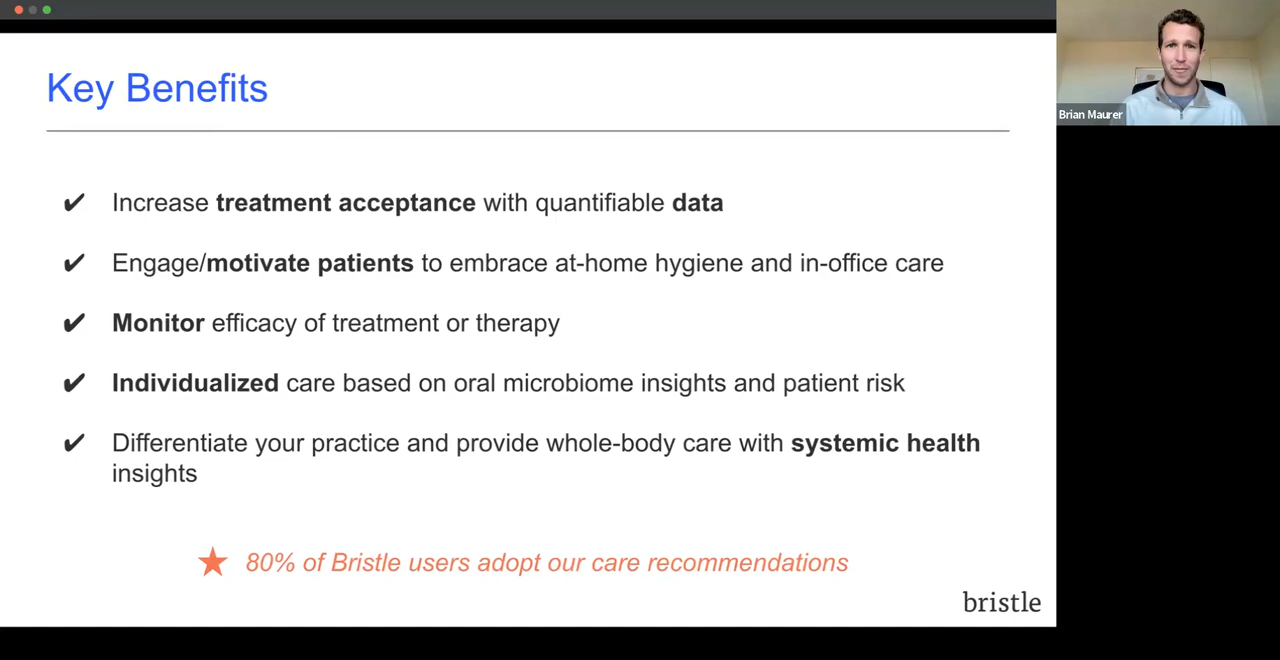 Key Benefits
✔ Increase treatment acceptance with quantifiable data
✔ Engage/motivate patients to embrace at-home hygiene and in-office care
✔ Monitor efficacy of treatment or therapy
✔ Individualized care based on oral microbiome insights and patient risk
✔ Differentiate your practice and provide whole-body care with systemic health
insights
★ 80% of Bristle users adopt our care recommendations
bristle
Brian Maurer